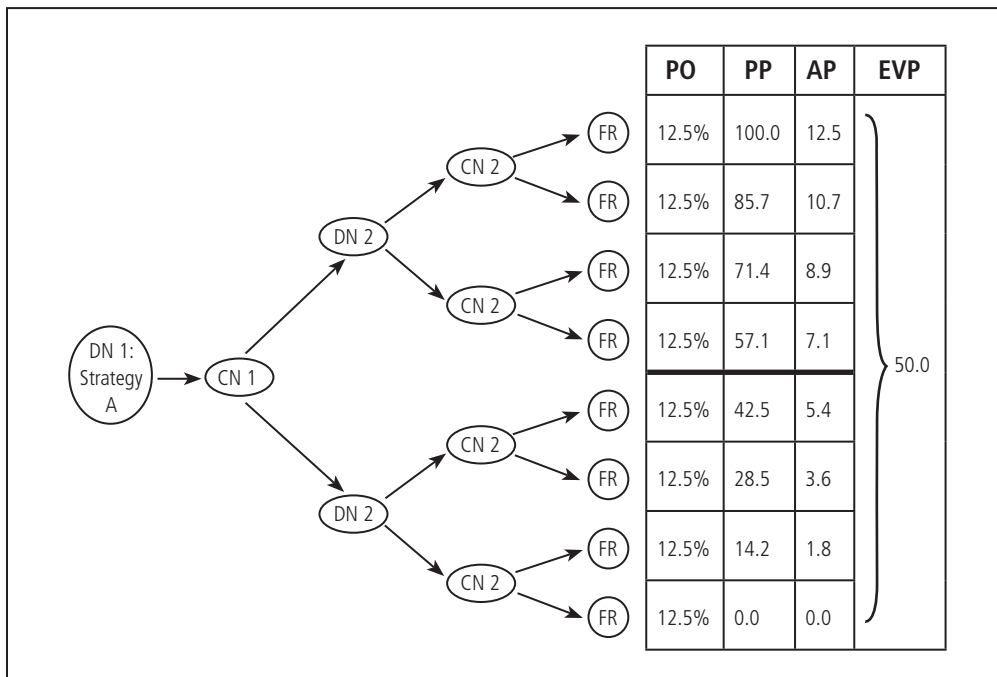 PO PP AP EVP
FR 12.5% 100.0 12.5
CN 2
FR 12.5% 85.7 10.7
DN 2
FR 12.5% 71.4 8.9
CN 2
FR 12.5% 57.1 7.1
DN 1:
Strategy
A
CN 1
50.0
FR 12.5% 42.5 5.4
CN 2
FR 12.5% 28.5 3.6
DN 2
FR 12.5% 14.2 1.8
CN 2
FR 12.5% 0.0 0.0